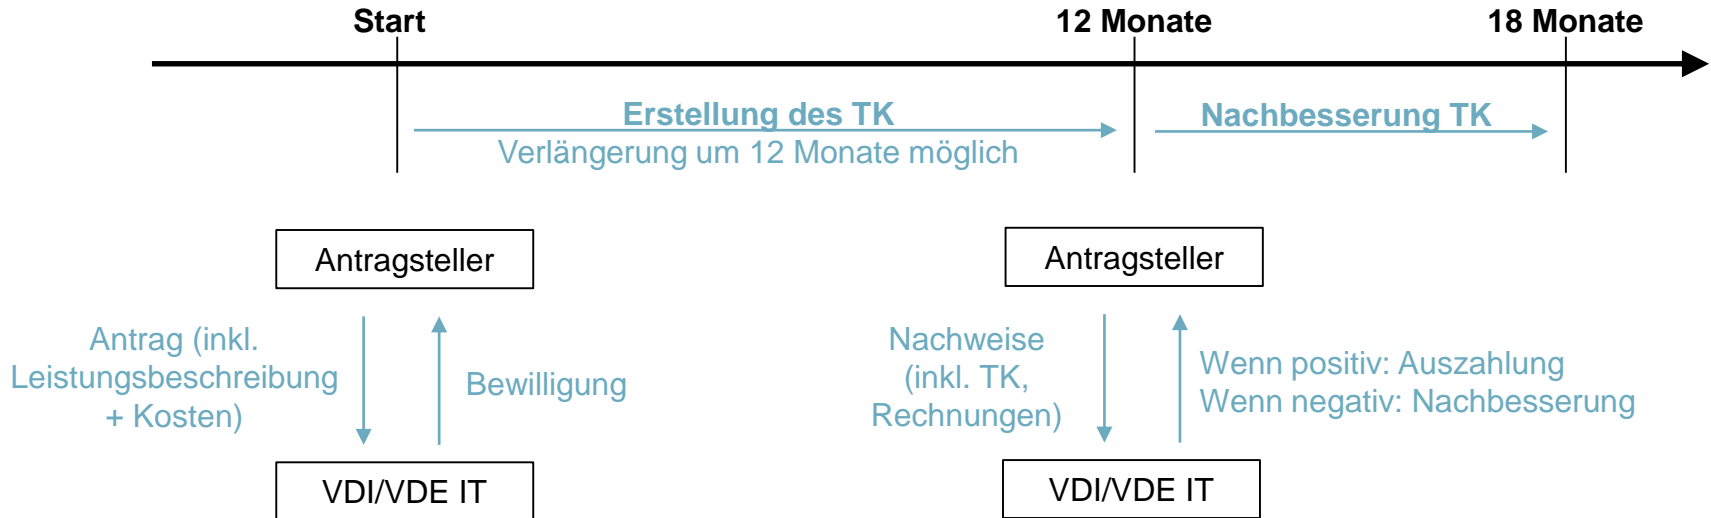 Start
12 Monate
18 Monate
Erstellung des TK
Verlängerung um 12 Monate möglich
Nachbesserung TK
Antragsteller
Antrag (inkl.
Leistungsbeschreibung
+ Kosten)
Bewilligung
VDI/VDE IT
Antragsteller
Nachweise
(inkl. TK,
Rechnungen)
Wenn positiv: Auszahlung
Wenn negativ: Nachbesserung
VDI/VDE IT